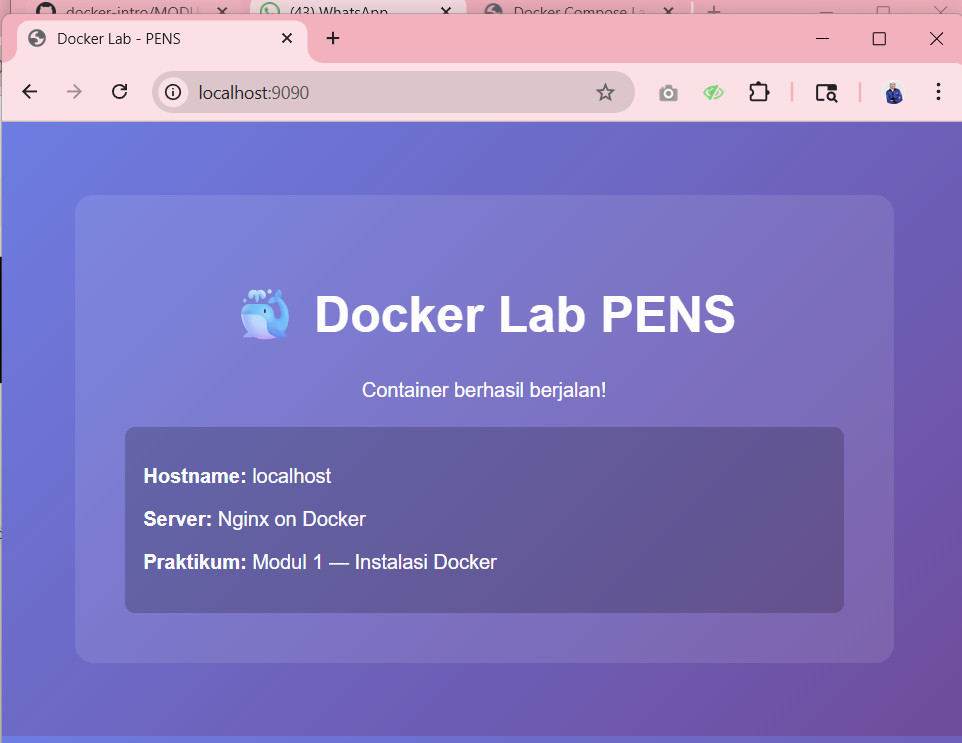 docker-intro/MODU
(43) WhatsApp
Docker Compose La
Docker Lab - PENS
localhost:9090
Docker Lab PENS
Container berhasil berjalan!
Hostname: localhost
Server: Nginx on Docker
Praktikum: Modul 1 — Instalasi Docker